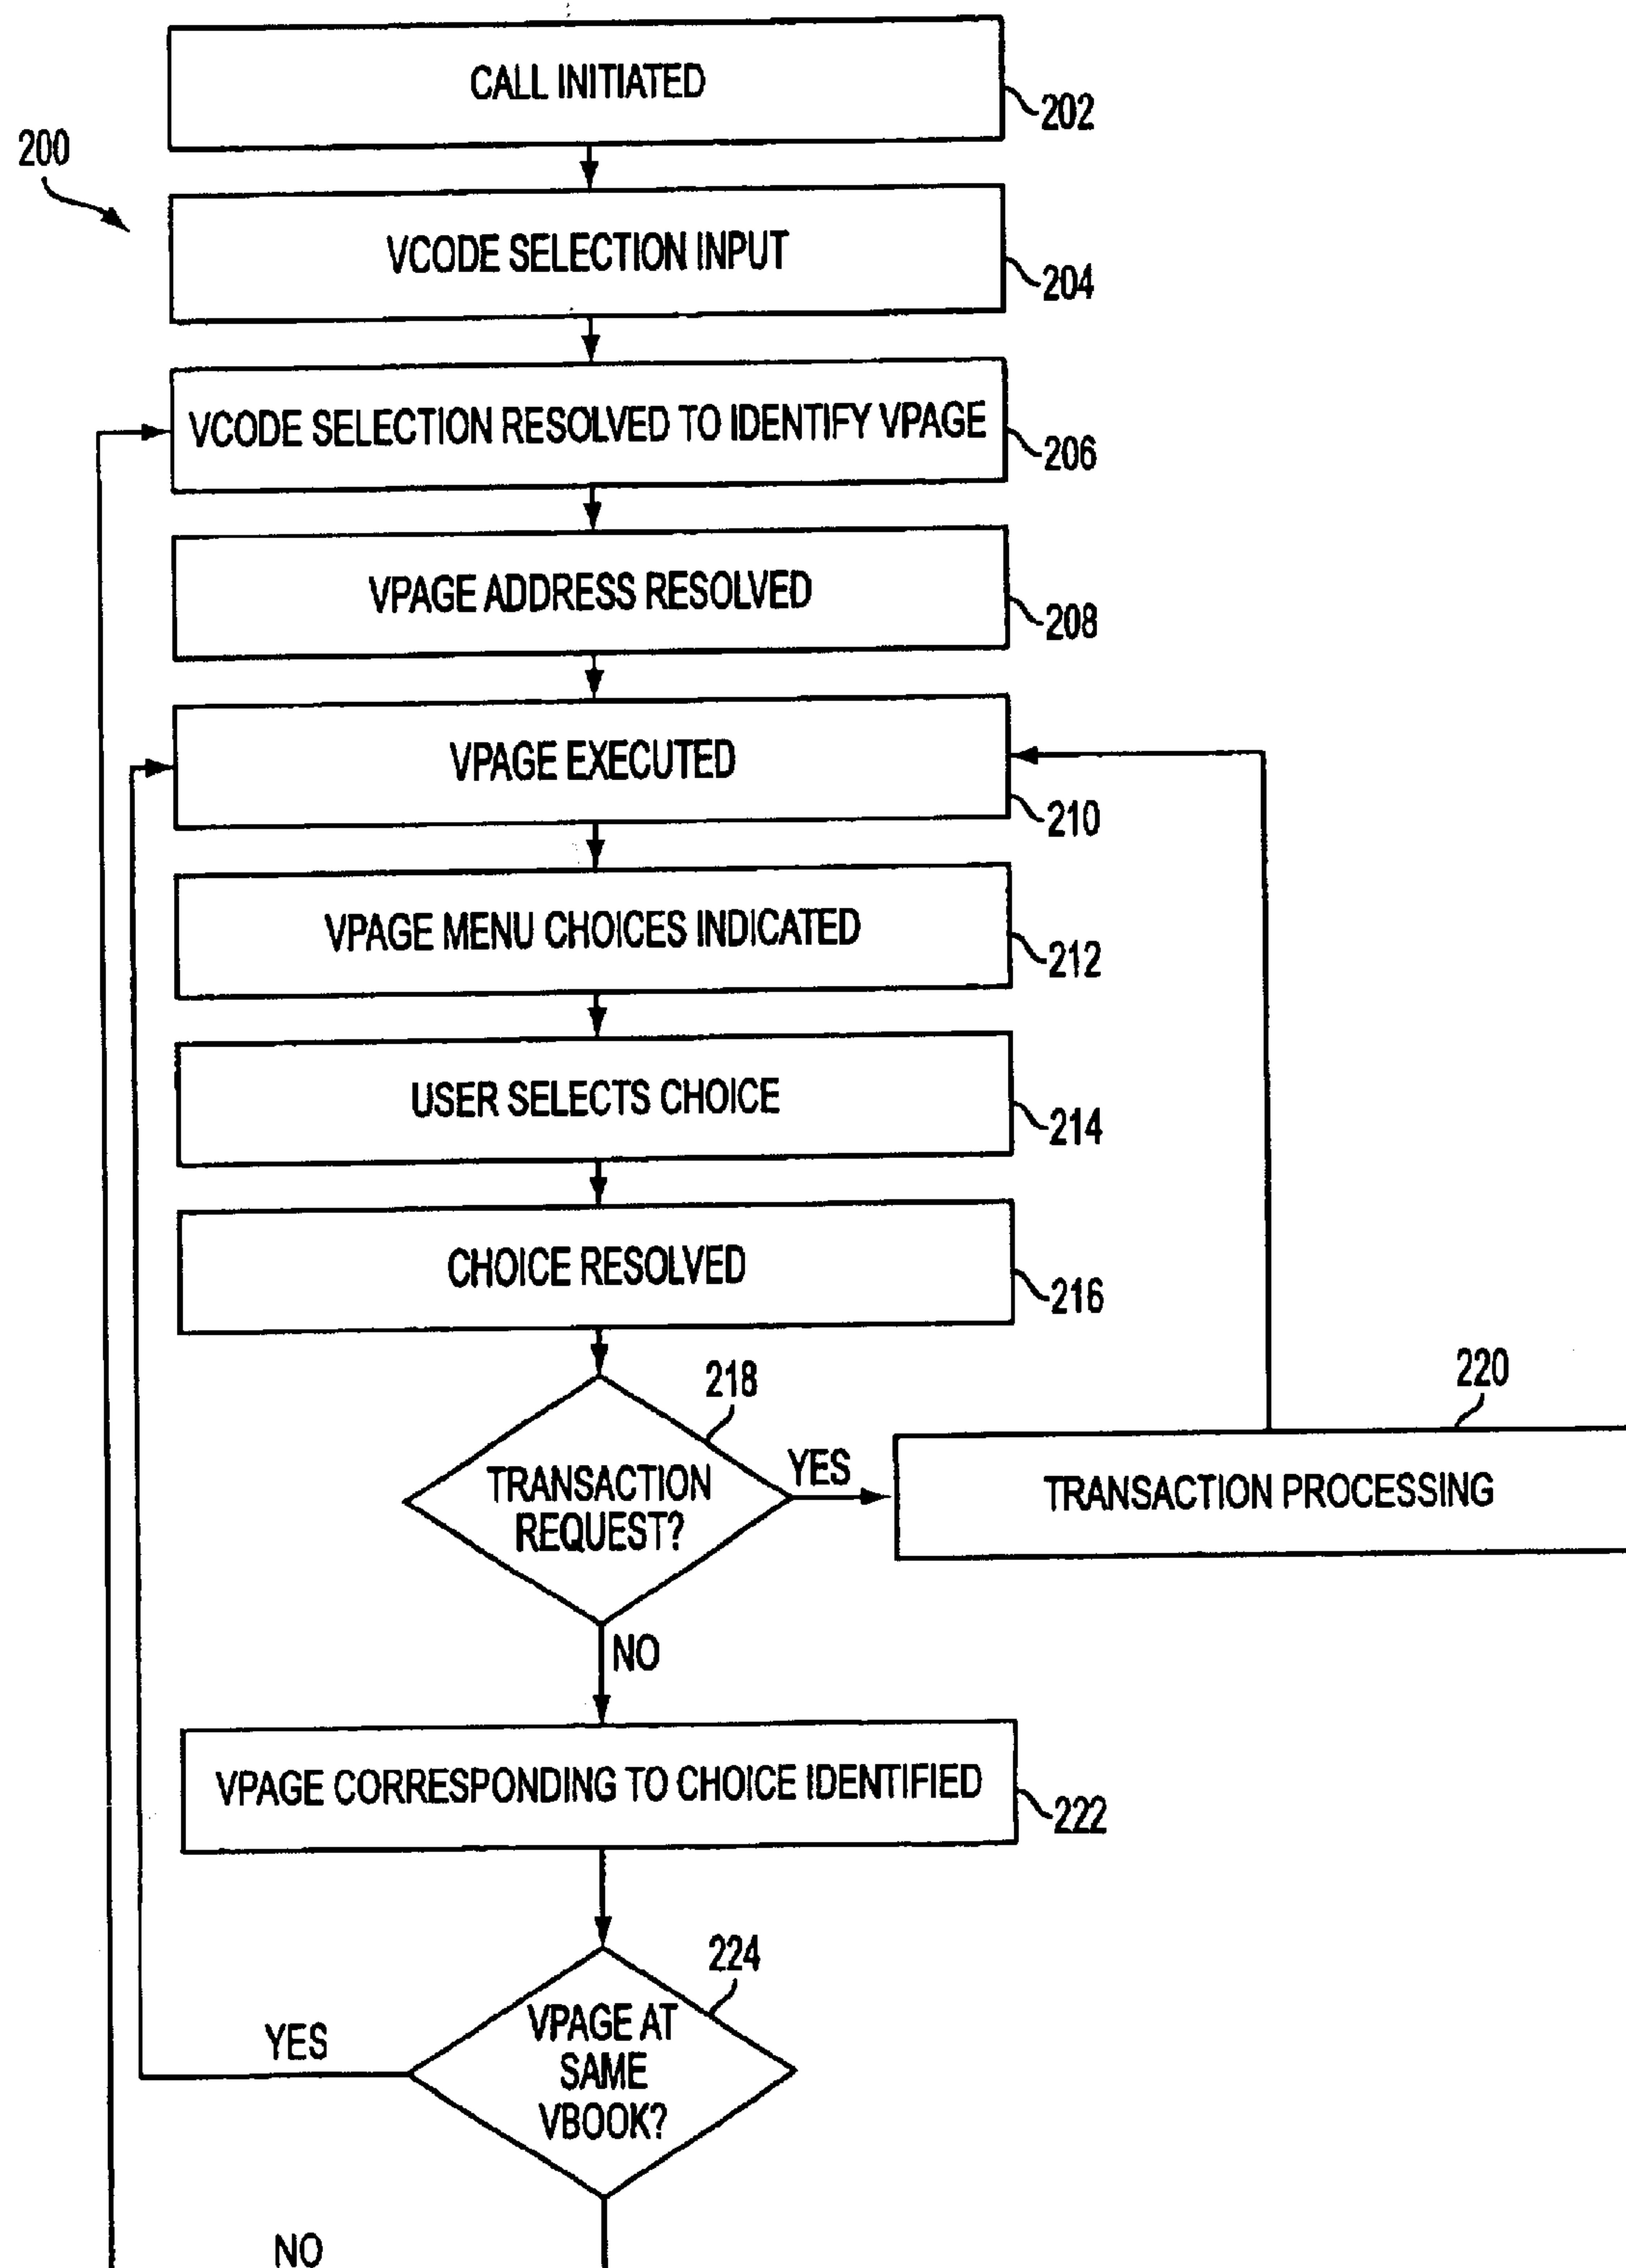 CALL INITIATED
202
200
VCODE SELECTION INPUT
204
VCODE SELECTION RESOLVED TO IDENTIFY VPAGE
206
VPAGE ADDRESS RESOLVED
208
VPAGE EXECUTED
210
VPAGE MENU CHOICES INDICATED
212
USER SELECTS CHOICE
214
CHOICE RESOLVED
216
218
TRANSACTION
REQUEST?
YES
220
TRANSACTION PROCESSING
NO
VPAGE CORRESPONDING TO CHOICE IDENTIFIED
222
224
VPAGE AT
SAME
VBOOK?
YES
NO